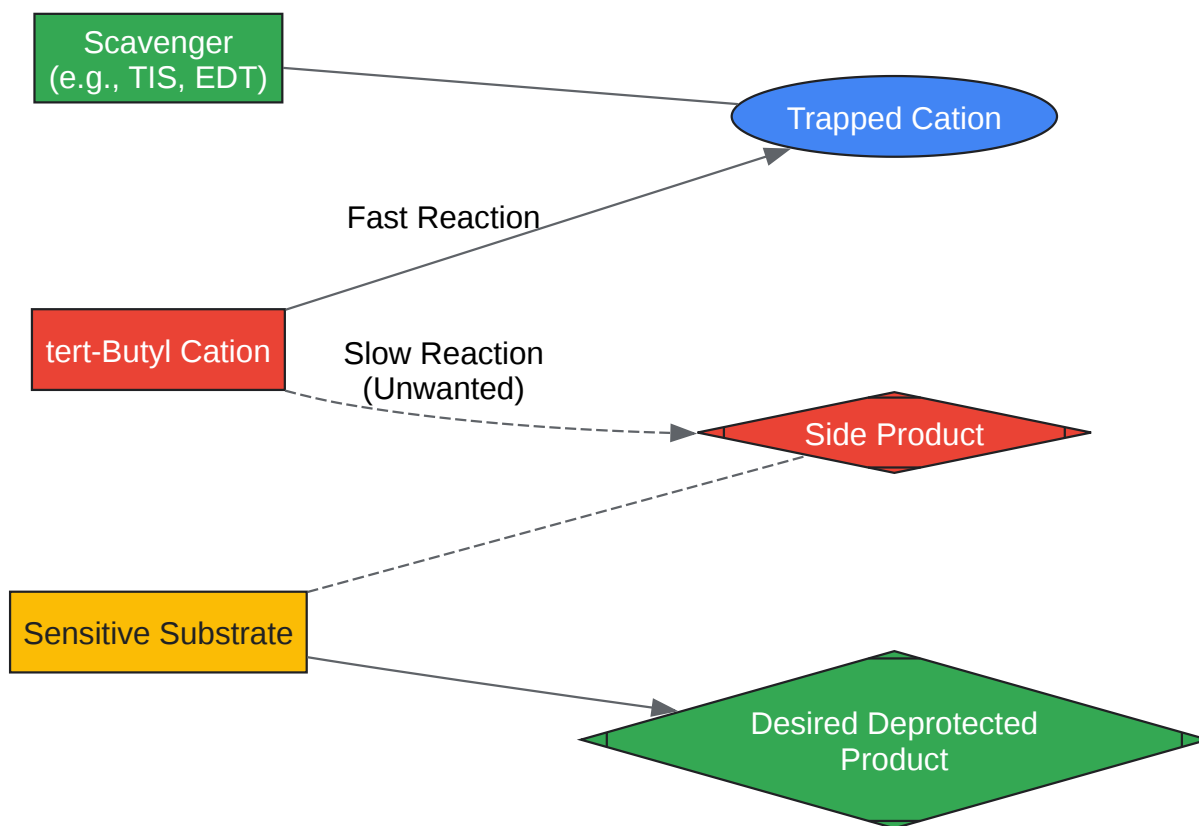 Scavenger
(e.g., TIS, EDT)
Trapped Cation
Fast Reaction
tert-Butyl Cation
Slow Reaction
(Unwanted)
Side Product
Sensitive Substrate
Desired Deprotected
Product